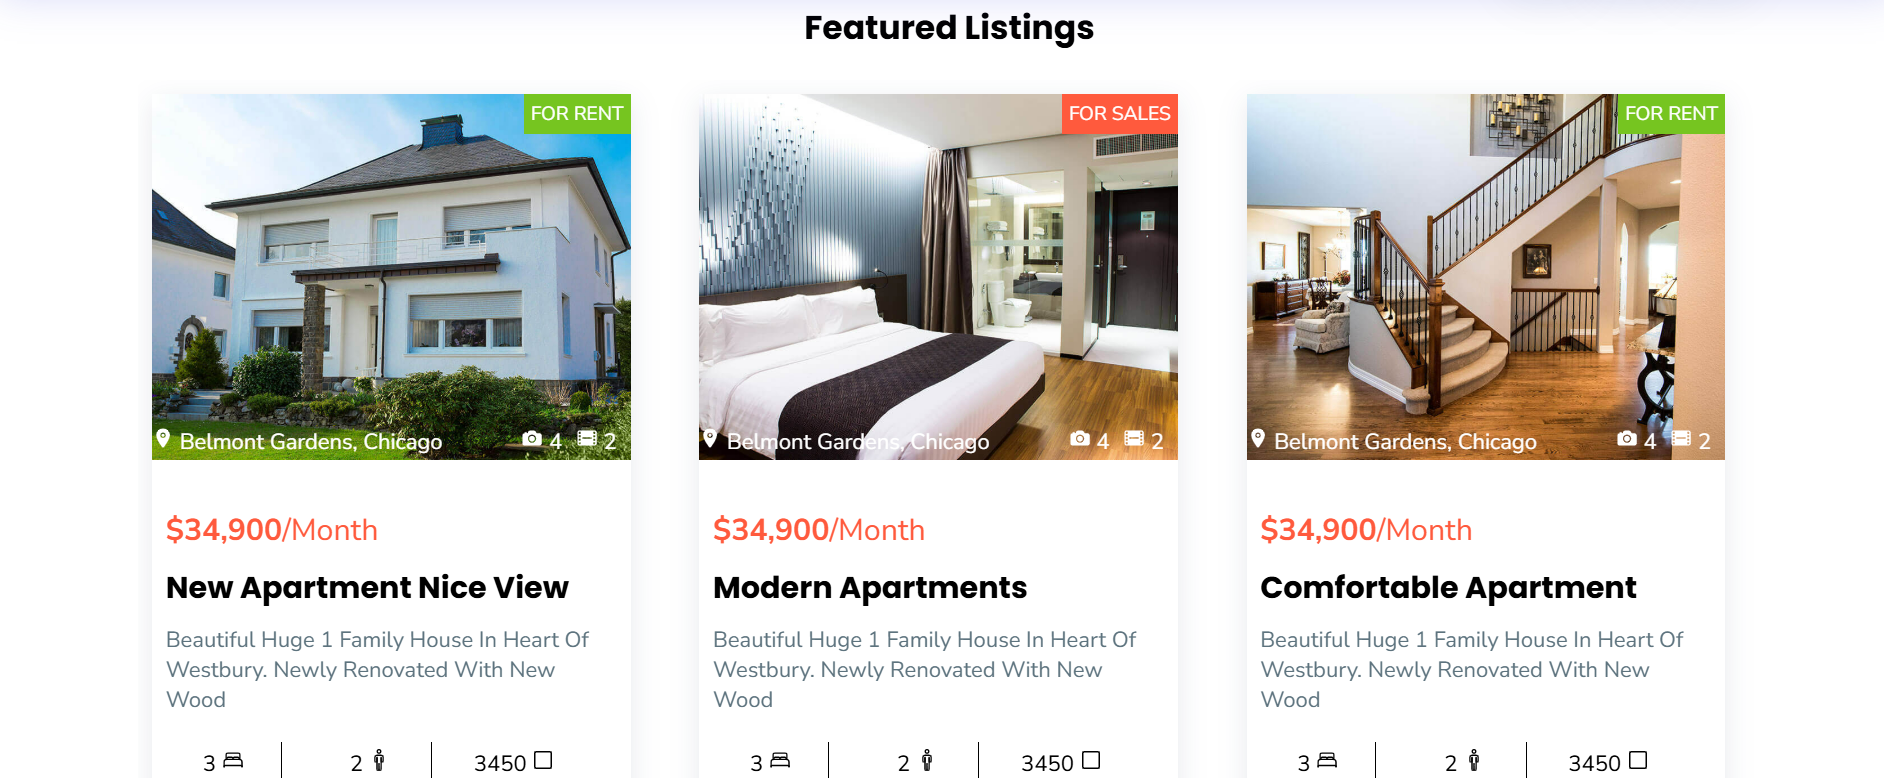 Featured Listings
FOR RENT
Belmont Gardens, Chicago 4 2
$34,900/Month
New Apartment Nice View
Beautiful Huge 1 Family House In Heart Of
Westbury. Newly Renovated With New
Wood
3 2 3450
FOR SALES
Belmont Gardens, Chicago 4 2
$34,900/Month
Modern Apartments
Beautiful Huge 1 Family House In Heart Of
Westbury. Newly Renovated With New
Wood
3 2 3450
FOR RENT
Belmont Gardens, Chicago 4 2
$34,900/Month
Comfortable Apartment
Beautiful Huge 1 Family House In Heart Of
Westbury. Newly Renovated With New
Wood
3 2 3450